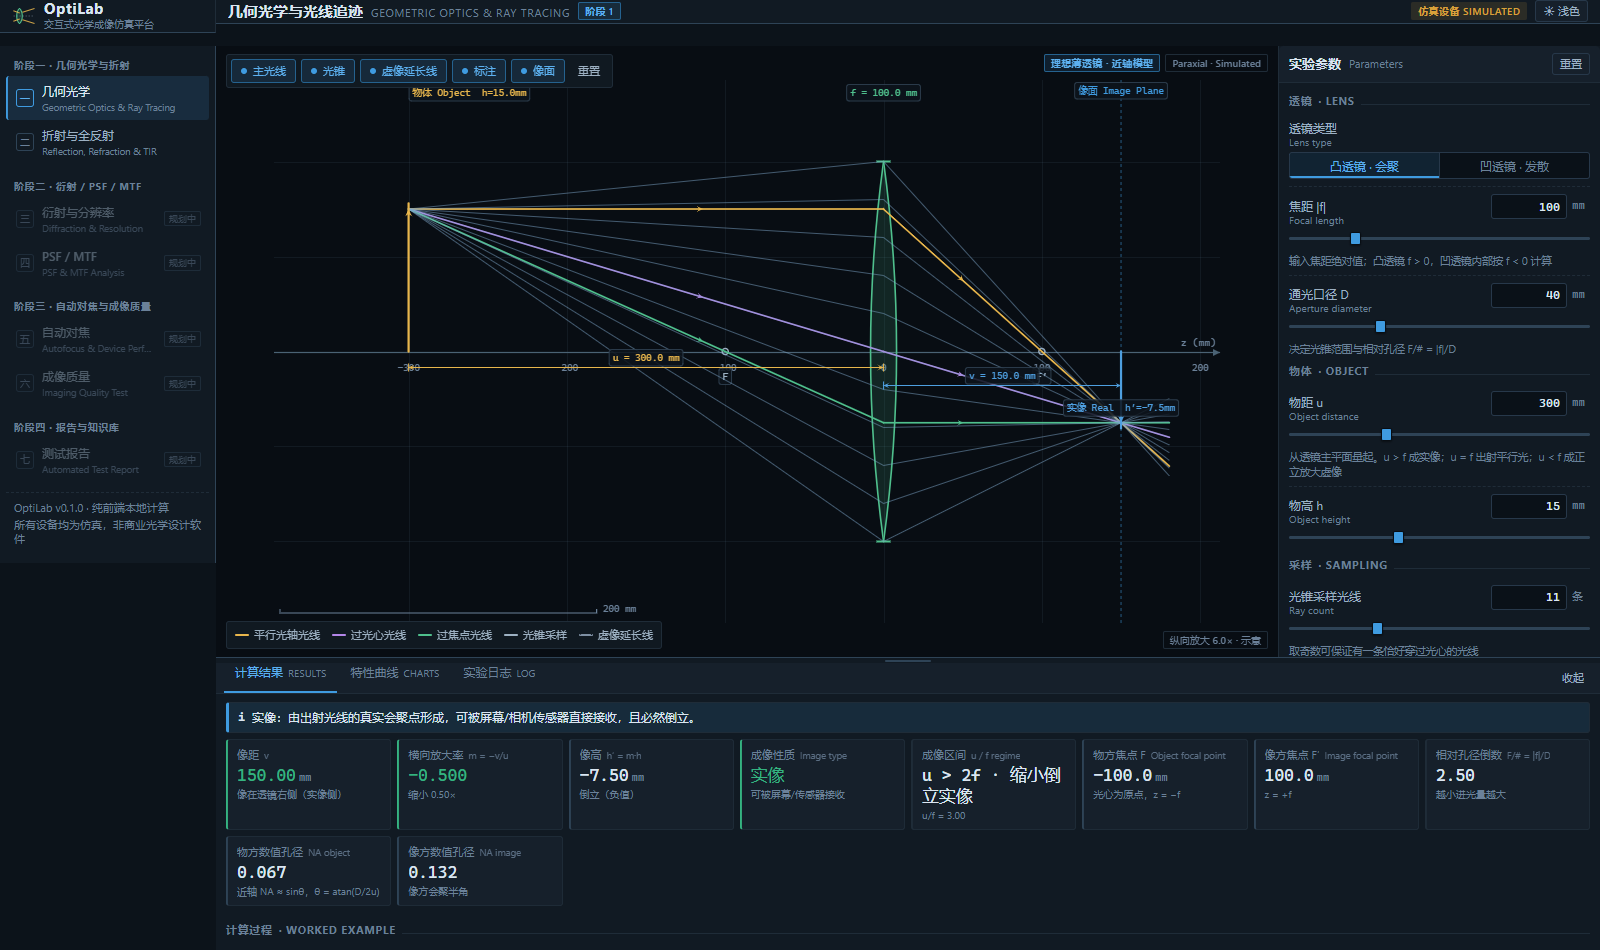 OptiLab
交互式光学成像仿真平台
几何光学与光线追迹 GEOMETRIC OPTICS & RAY TRACING 阶段 1
仿真设备 SIMULATED
浅色
阶段一 · 几何光学与折射
一 几何光学
Geometric Optics & Ray Tracing
二 折射与全反射
Reflection, Refraction & TIR
阶段二 · 衍射 / PSF / MTF
三 衍射与分辨率 规划中
Diffraction & Resolution
四 PSF / MTF 规划中
PSF & MTF Analysis
阶段三 · 自动对焦与成像质量
五 自动对焦 规划中
Autofocus & Device Perf...
六 成像质量 规划中
Imaging Quality Test
阶段四 · 报告与知识库
七 测试报告 规划中
Automated Test Report
OptiLab v0.1.0 · 纯前端本地计算
所有设备均为仿真，非商业光学设计软
件
主光线 光锥 虚像延长线 标注 像面 重置
理想薄透镜 · 近轴模型 Paraxial · Simulated
物体 Object h=15.0mm
f = 100.0 mm
像面 Image Plane
z (mm)
u = 300.0 mm
200
F
v = 150.0 mm
200
实像 Real h'=−7.5mm
200 mm
平行光轴光线 过光心光线 过焦点光线 光锥采样 虚像延长线
纵向放大 6.0× · 示意
实验参数 Parameters 重置
透镜 · LENS
透镜类型
Lens type
凸透镜 · 会聚 凹透镜 · 发散
焦距 |f| 100 mm
Focal length
输入焦距绝对值；凸透镜 f > 0，凹透镜内部按 f < 0 计算
通光口径 D 40 mm
Aperture diameter
决定光锥范围与相对孔径 F/# = |f|/D
物体 · OBJECT
物距 u 300 mm
Object distance
从透镜主平面量起。u > f 成实像；u = f 出射平行光；u < f 成正
立放大虚像
物高 h 15 mm
Object height
采样 · SAMPLING
光锥采样光线 11 条
Ray count
取奇数可保证有一条恰好穿过光心的光线
计算结果 RESULTS 特性曲线 CHARTS 实验日志 LOG 收起
i 实像：由出射光线的真实会聚点形成，可被屏幕/相机传感器直接接收，且必然倒立。
像距 v
150.00 mm
像在透镜右侧（实像侧）
横向放大率 m = −v/u
−0.500
缩小 0.50×
像高 h' = m·h
−7.50 mm
倒立（负值）
成像性质 Image type
实像
可被屏幕/传感器接收
成像区间 u / f regime
u > 2f · 缩小倒
立实像
u/f = 3.00
物方焦点 F Object focal point
−100.0 mm
光心为原点，z = −f
像方焦点 F' Image focal point
100.0 mm
z = +f
相对孔径倒数 F/# = |f|/D
2.50
越小进光量越大
物方数值孔径 NA object
0.067
近轴 NA ≈ sinθ，θ = atan(D/2u)
像方数值孔径 NA image
0.132
像方会聚半角
计算过程 · WORKED EXAMPLE